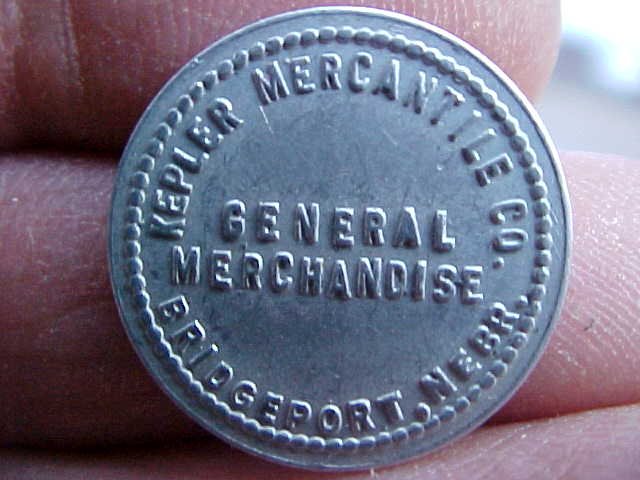 KEPLER MERCANTILE CO.
GENERAL
MERCHANDISE
BRIDGEPORT, NEBR.